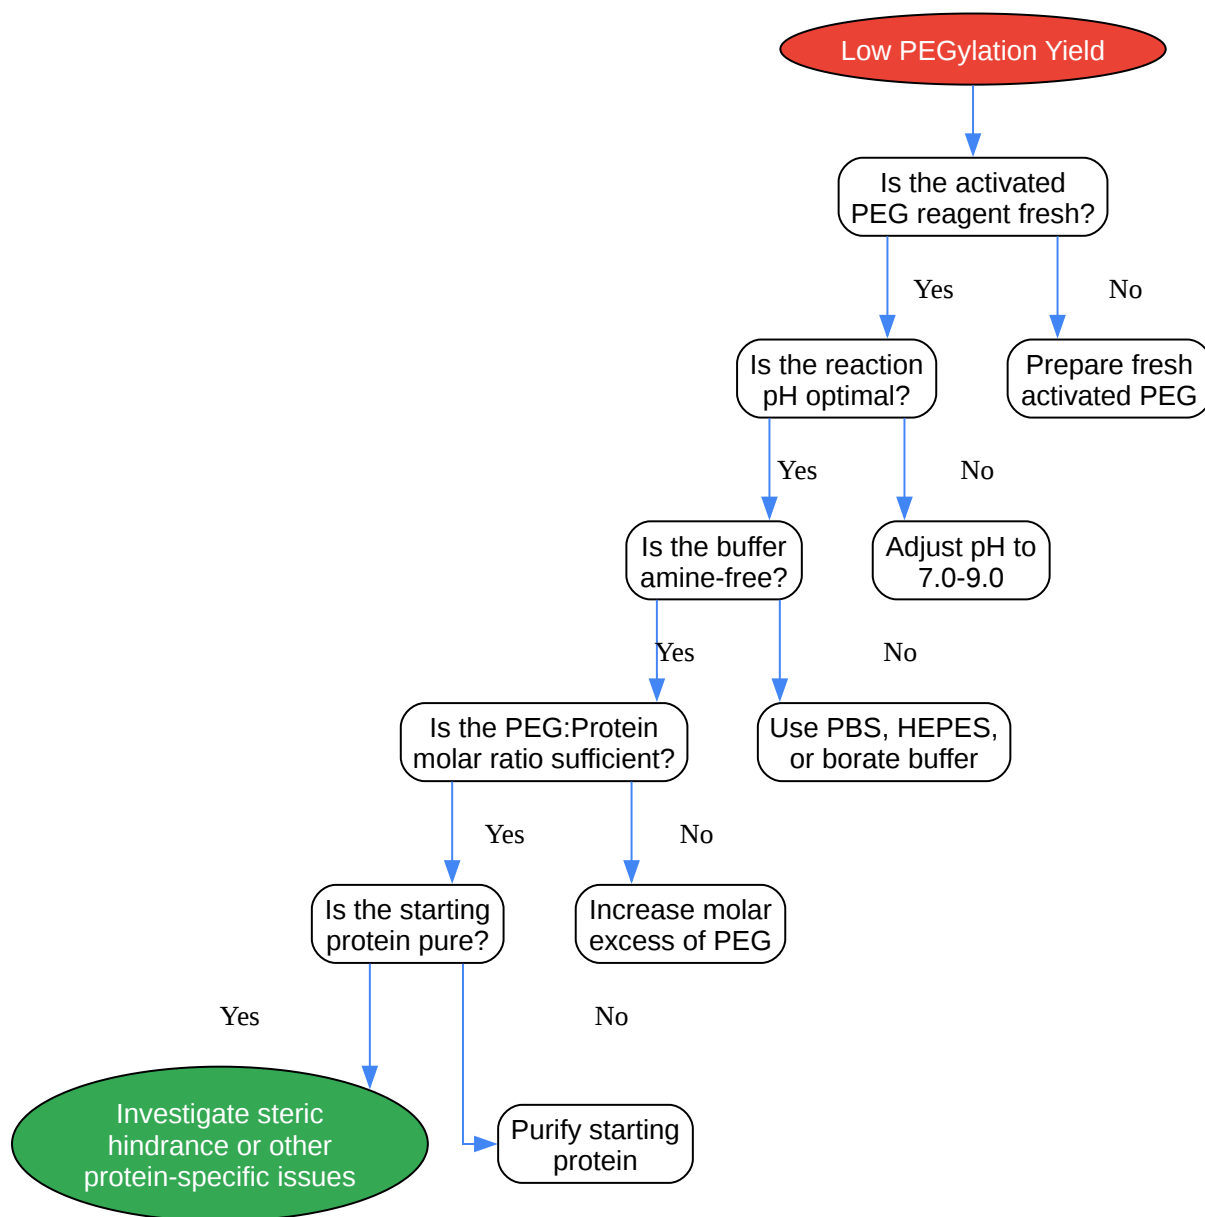 Low PEGylation Yield
Is the activated
PEG reagent fresh?
Yes
No
Is the reaction
pH optimal?
Prepare fresh
activated PEG
Yes
No
Is the buffer
amine-free?
Adjust pH to
7.0-9.0
Yes
No
Is the PEG:Protein
molar ratio sufficient?
Use PBS, HEPES,
or borate buffer
Yes
No
Is the starting
protein pure?
Increase molar
excess of PEG
Yes
No
Investigate steric
hindrance or other
protein-specific issues
Purify starting
protein